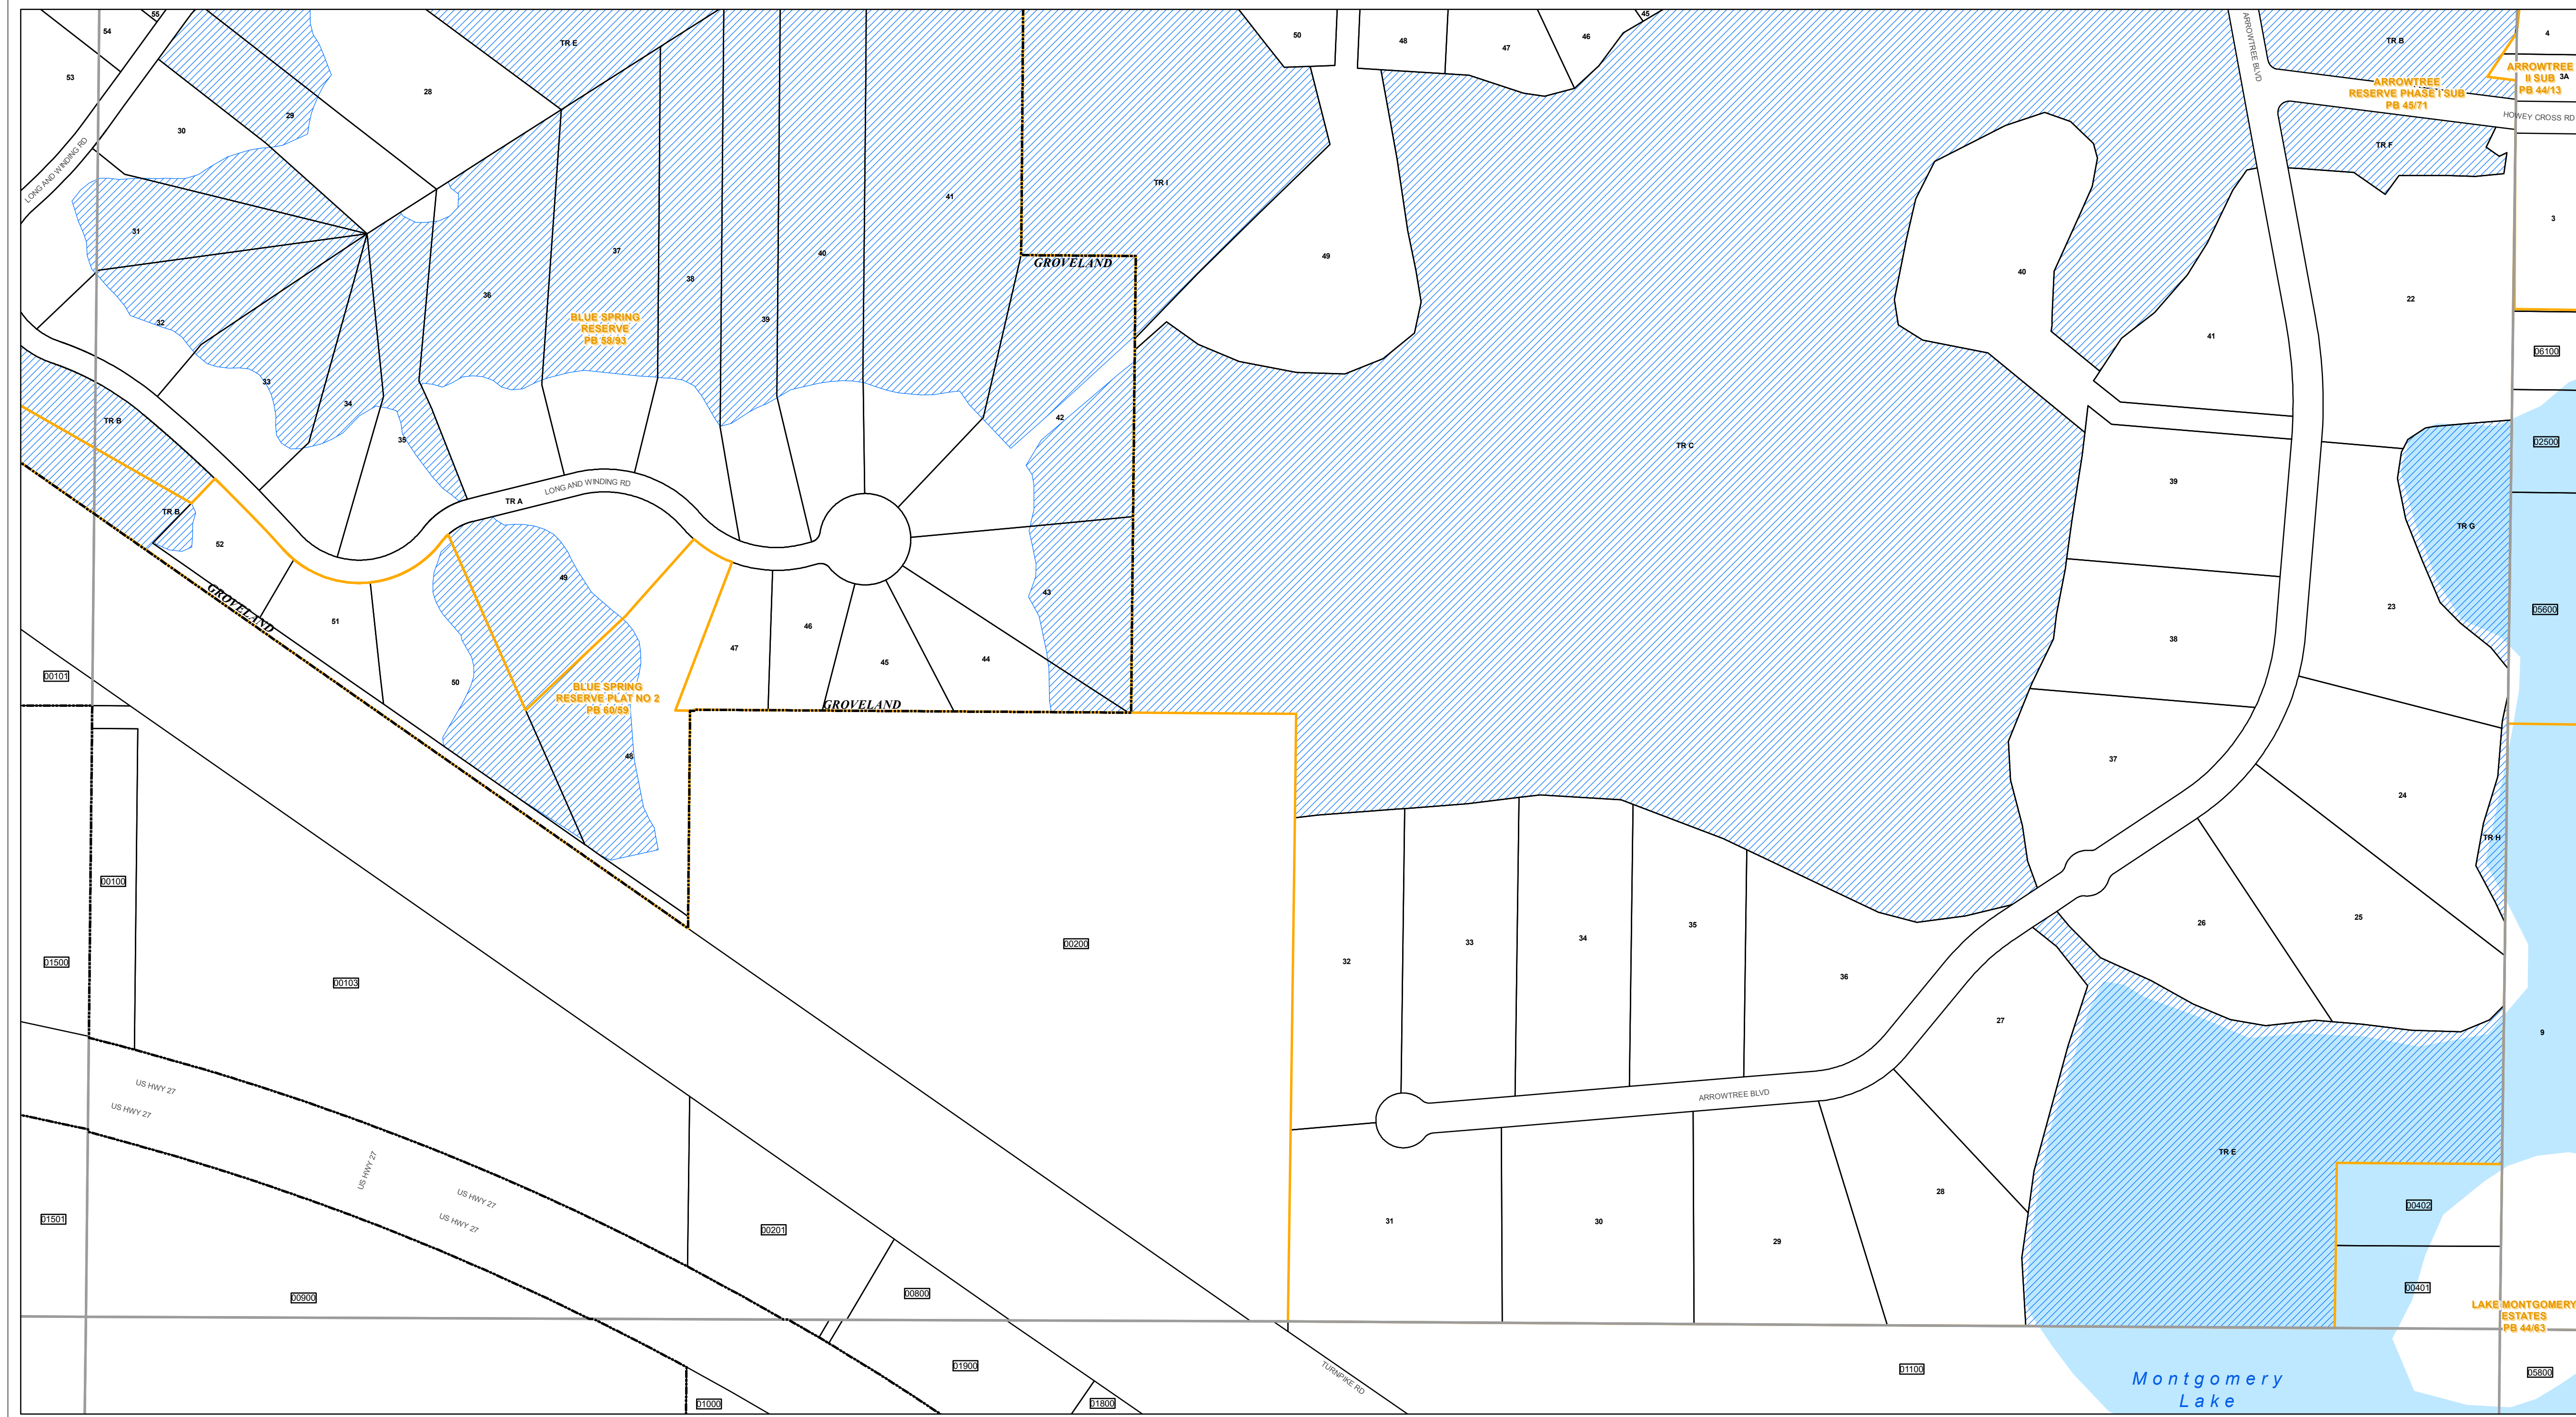 55
54
53
30
29
28
TR E
LONG AND WINDING RD
31
32
33
34
35
36
37
38
39
40
41
BLUE SPRING
RESERVE
PB 58/93
TR I
GROVELAND
50
48
47
46
45
49
TR C
ARROWTREE BLVD
TR B
4
ARROWTREE
II SUB
PB 44/13
3A
ARROWTREE
RESERVE PHASE I SUB
PB 45/71
HOWEY CROSS RD
TR F
3
40
22
41
06100
02500
39
TR G
05600
23
38
37
24
TR H
TR B
TR B
52
TR A
LONG AND WINDING RD
42
43
49
GROVELAND
51
50
47
46
45
44
BLUE SPRING
RESERVE PLAT NO 2
PB 60/59
48
GROVELAND
00101
00100
01500
00103
00200
32
33
34
35
36
26
25
27
9
ARROWTREE BLVD
31
30
29
28
TR E
00402
00401
LAKE MONTGOMERY
ESTATES
PB 44/63
US HWY 27
US HWY 27
US HWY 27
US HWY 27
US HWY 27
01501
00900
00201
00800
01900
01000
01800
TURNPIKE RD
01100
Montgomery
Lake
05800